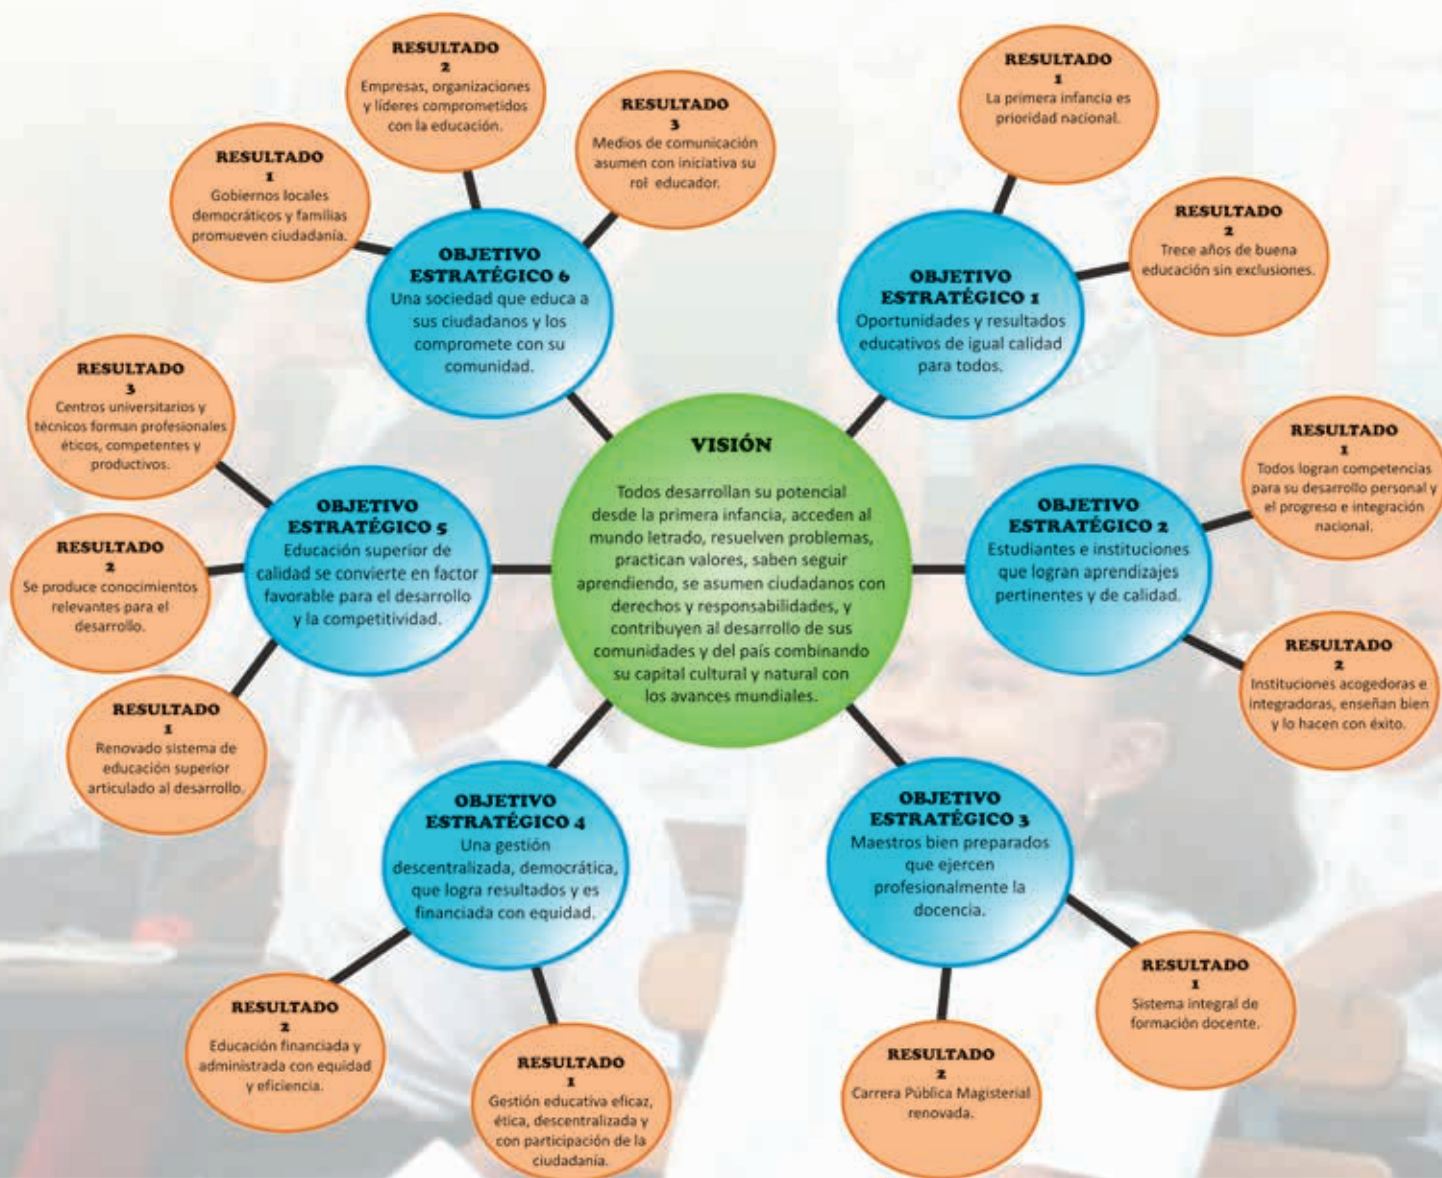 VISIÓN
Todos desarrollan su potencial
desde la primera infancia, acceden al
mundo letrado, resuelven problemas,
practican valores, saben seguir
aprendiendo, se asumen ciudadanos con
derechos y responsabilidades, y
contribuyen al desarrollo de sus
comunidades y del país combinando
su capital cultural y natural con
los avances mundiales.
OBJETIVO
ESTRATÉGICO 1
Oportunidades y resultados
educativos de igual calidad
para todos.
RESULTADO
1
La primera infancia es
prioridad nacional.
RESULTADO
2
Trece años de buena
educación sin exclusiones.
OBJETIVO
ESTRATÉGICO 2
Estudiantes e instituciones
que logran aprendizajes
pertinentes y de calidad.
RESULTADO
1
Todos logran competencias
para su desarrollo personal y
el progreso e integración
nacional.
RESULTADO
2
Instituciones acogedoras e
integradoras, enseñan bien
y lo hacen con éxito.
OBJETIVO
ESTRATÉGICO 3
Maestros bien preparados
que ejercen
profesionalmente la
docencia.
RESULTADO
1
Sistema integral de
formación docente.
RESULTADO
2
Carrera Pública Magisterial
renovada.
OBJETIVO
ESTRATÉGICO 4
Una gestión
descentralizada, democrática,
que logra resultados y es
financiada con equidad.
RESULTADO
1
Gestión educativa eficaz,
ética, descentralizada y
con participación de la
ciudadanía.
RESULTADO
2
Educación financiada y
administrada con equidad
y eficiencia.
OBJETIVO
ESTRATÉGICO 5
Educación superior de
calidad se convierte en factor
favorable para el desarrollo
y la competitividad.
RESULTADO
1
Renovado sistema de
educación superior
articulado al desarrollo.
RESULTADO
2
Se produce conocimientos
relevantes para el
desarrollo.
RESULTADO
3
Centros universitarios y
técnicos forman profesionales
éticos, competentes y
productivos.
OBJETIVO
ESTRATÉGICO 6
Una sociedad que educa a
sus ciudadanos y los
compromete con su
comunidad.
RESULTADO
1
Gobiernos locales
democráticos y familias
promueven ciudadanía.
RESULTADO
2
Empresas, organizaciones
y líderes comprometidos
con la educación.
RESULTADO
3
Medios de comunicación
asumen con iniciativa su
rol educador.